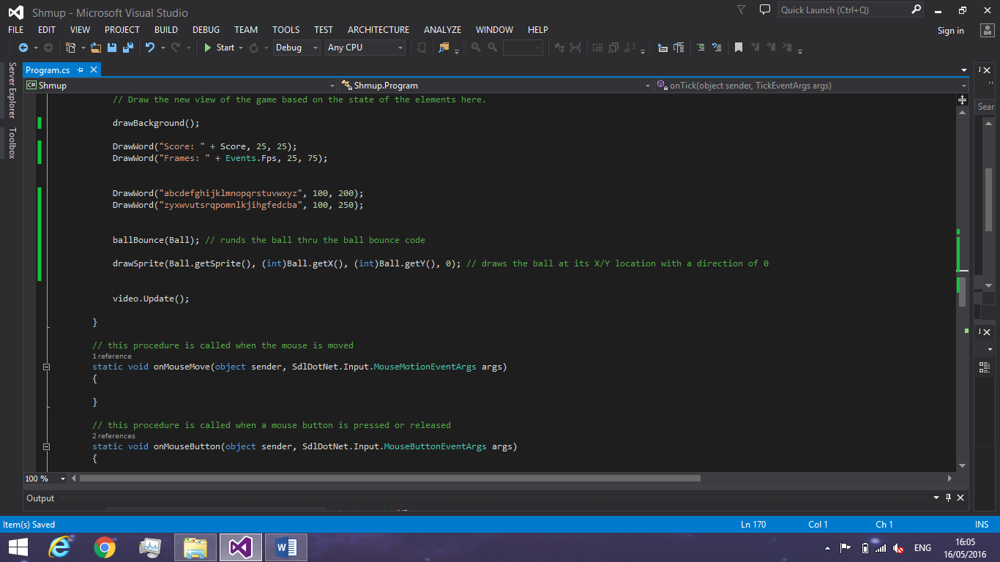 Shmup - Microsoft Visual Studio
Quick Launch (Ctrl+Q)
FILE EDIT VIEW PROJECT BUILD DEBUG TEAM TOOLS TEST ARCHITECTURE ANALYZE WINDOW HELP
Sign in
Start Debug Any CPU
Server Explorer
Toolbox
Program.cs
Shmup Shmup.Program onTick(object sender, TickEventArgs args)
Sear
// Draw the new view of the game based on the state of the elements here.
drawBackground();
DrawWord("Score: " + Score, 25, 25);
DrawWord("Frames: " + Events.Fps, 25, 75);
DrawWord("abcdefghijklmnopqrstuvwxyz", 100, 200);
DrawWord("zyxwvutsrqpomnlkjihgfedcba", 100, 250);
ballBounce(Ball); // runds the ball thru the ball bounce code
drawSprite(Ball.getSprite(), (int)Ball.getX(), (int)Ball.getY(), 0); // draws the ball at its X/Y location with a direction of 0
video.Update();
}
// this procedure is called when the mouse is moved
1 reference
static void onMouseMove(object sender, SdlDotNet.Input.MouseMotionEventArgs args)
{
}
// this procedure is called when a mouse button is pressed or released
2 references
static void onMouseButton(object sender, SdlDotNet.Input.MouseButtonEventArgs args)
{
100 %
Output
Item(s) Saved Ln 170 Col 1 Ch 1 INS
ENG
16:05
16/05/2016